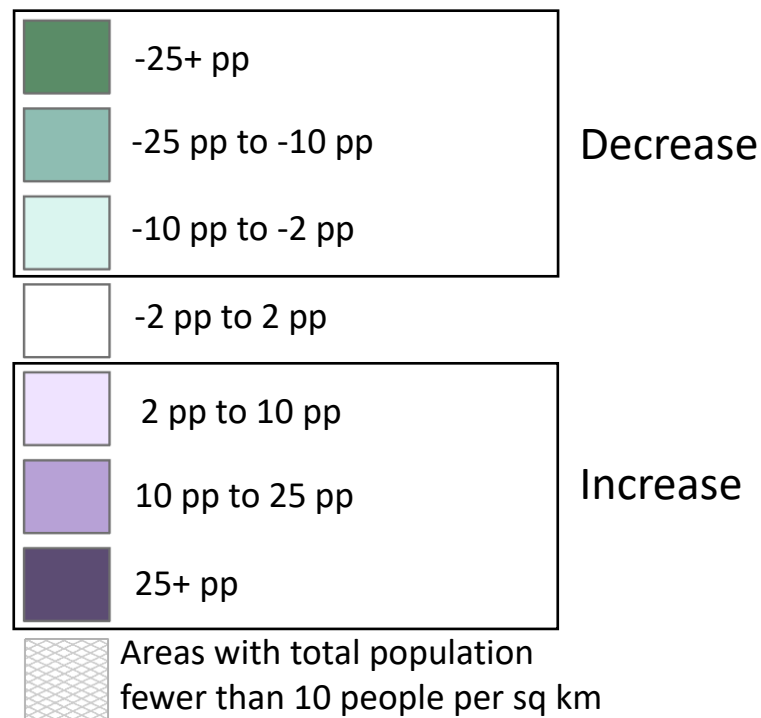 -25+ pp
-25 pp to -10 pp
Decrease
-10 pp to -2 pp
-2 pp to 2 pp
2 pp to 10 pp
10 pp to 25 pp
Increase
25+ pp
Areas with total population
fewer than 10 people per sq km